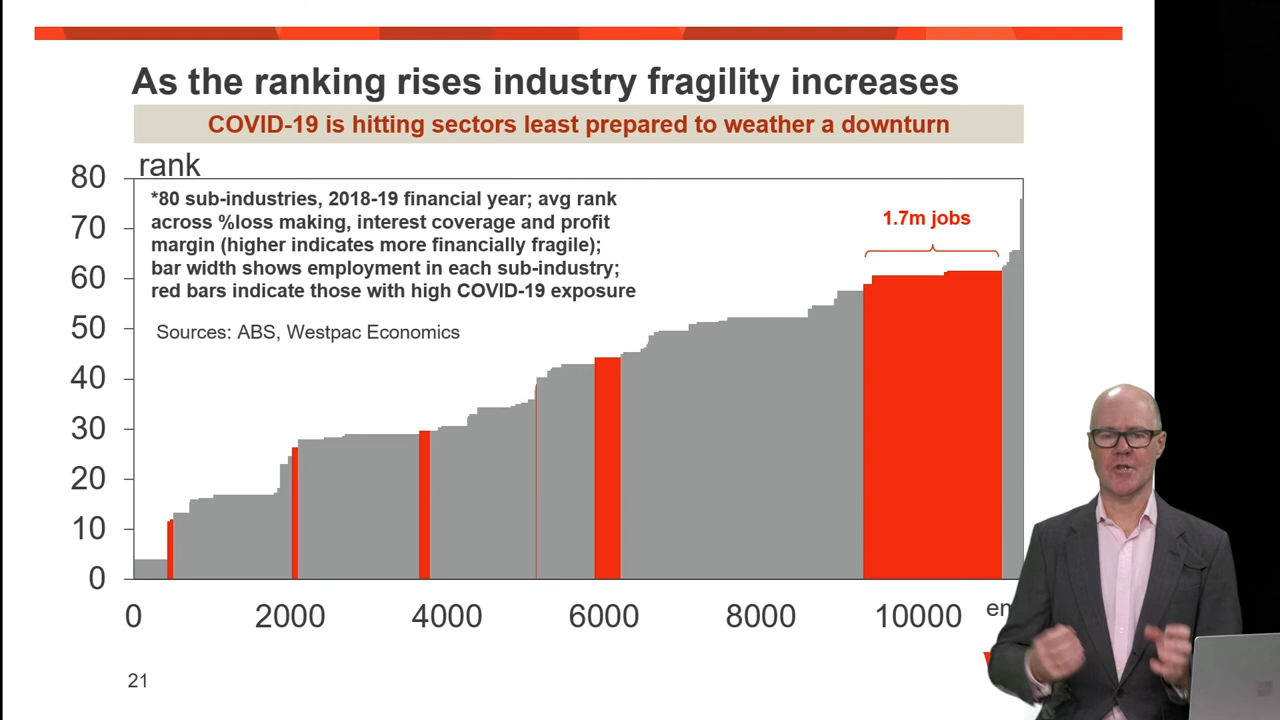 As the ranking rises industry fragility increases
COVID-19 is hitting sectors least prepared to weather a downturn
rank
80
70
60
50
40
30
20
10
0
*80 sub-industries, 2018-19 financial year; avg rank
across %loss making, interest coverage and profit
margin (higher indicates more financially fragile);
bar width shows employment in each sub-industry;
red bars indicate those with high COVID-19 exposure
Sources: ABS, Westpac Economics
1.7m jobs
0 2000 4000 6000 8000 10000
21